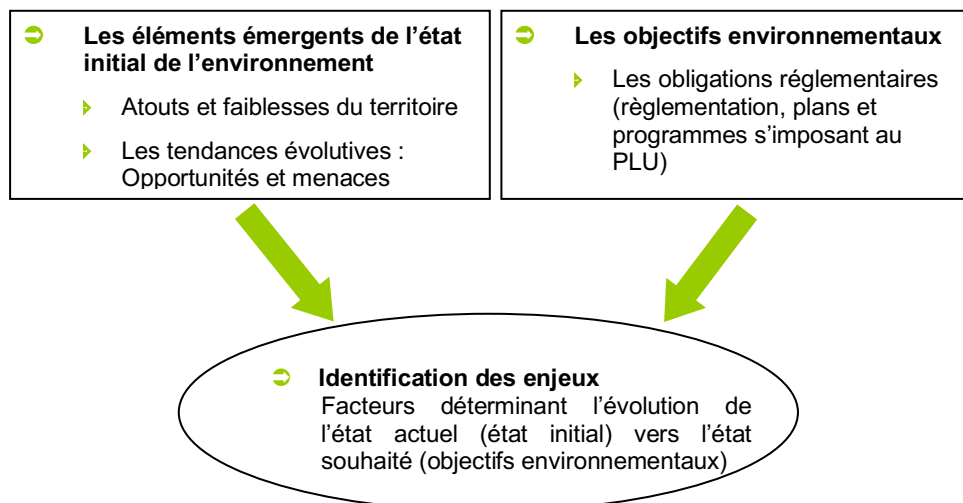 Les éléments émergents de l'état
initial de l'environnement
Atouts et faiblesses du territoire
Les tendances évolutives :
Opportunités et menaces
Les objectifs environnementaux
Les obligations réglementaires
(règlementation, plans et
programmes s'imposant au
PLU)
Identification des enjeux
Facteurs déterminant l'évolution de
l'état actuel (état initial) vers l'état
souhaité (objectifs environnementaux)